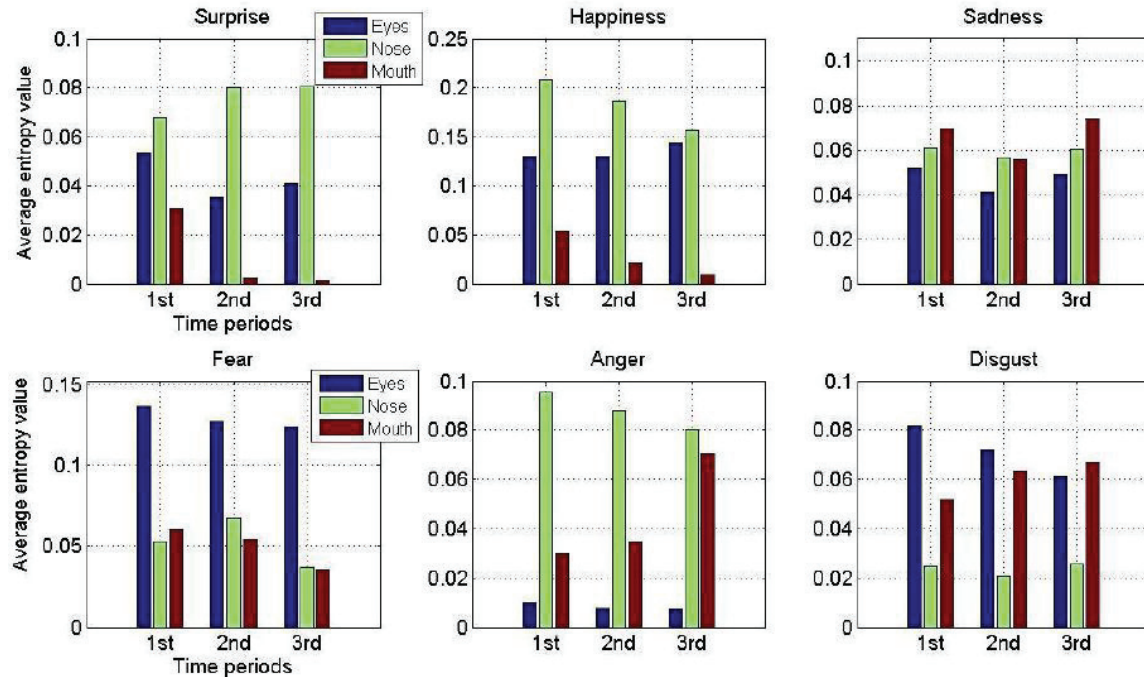 Surprise
Average entropy value
0.1
0.08
0.06
0.04
0.02
0
1st 2nd 3rd
Time periods
Eyes
Nose
Mouth
Happiness
0.25
0.2
0.15
0.1
0.05
0
1st 2nd 3rd
Sadness
0.1
0.08
0.06
0.04
0.02
0
1st 2nd 3rd
Fear
Average entropy value
0.15
0.1
0.05
0
1st 2nd 3rd
Time periods
Eyes
Nose
Mouth
Anger
0.1
0.08
0.06
0.04
0.02
0
1st 2nd 3rd
Disgust
0.1
0.08
0.06
0.04
0.02
0
1st 2nd 3rd